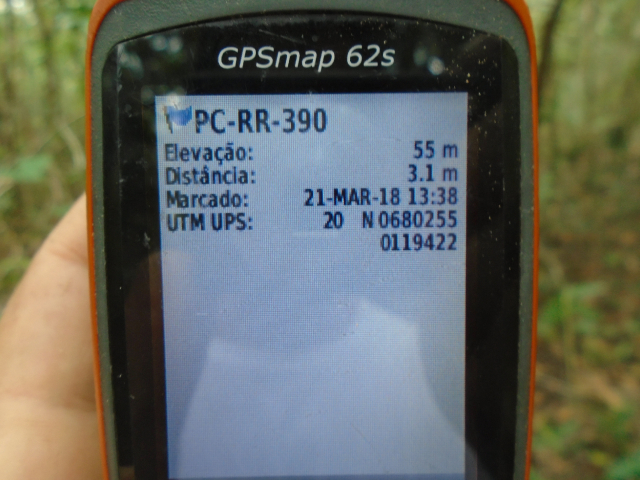 GPSmap 62s
PC-RR-390
Elevação: 55 m
Distância: 3.1 m
Marcado: 21-MAR-18 13:38
UTM UPS: 20 N 0680255
0119422